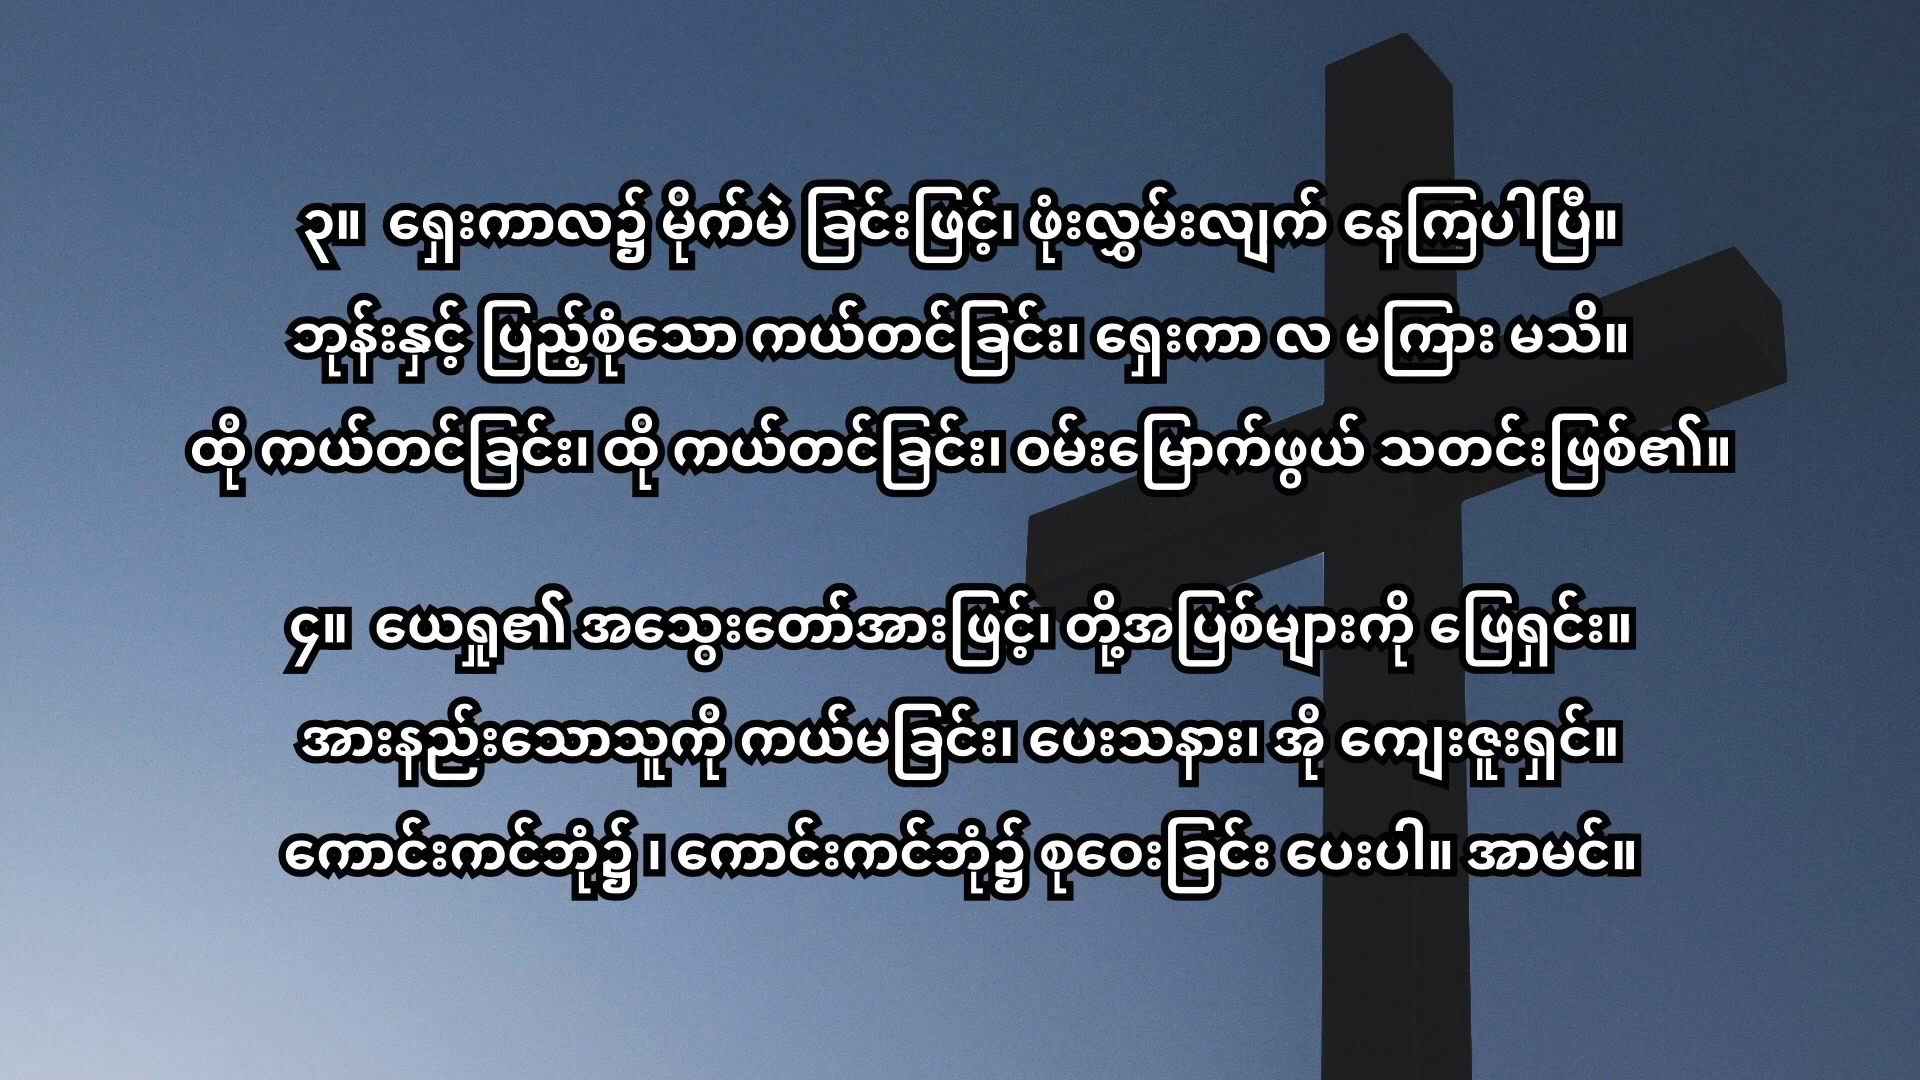 ၃။ ရှေးကာလ၌ မိုက်မဲ ခြင်းဖြင့်၊ ဖုံးလွှမ်းလျက် နေကြပါပြီ။
ဘုန်းနှင့် ပြည့်စုံသော ကယ်တင်ခြင်း၊ ရှေးကာ လ မကြား မသိ။
ထို ကယ်တင်ခြင်း၊ ထို ကယ်တင်ခြင်း၊ ဝမ်းမြောက်ဖွယ် သတင်းဖြစ်၏။
၄။ ယေရှု၏ အသွေးတော်အားဖြင့်၊ တို့အပြစ်များကို ဖြေရှင်း။
အားနည်းသောသူကို ကယ်မခြင်း၊ ပေးသနား၊ အို ကျေးဇူးရှင်။
ကောင်းကင်ဘုံ၌ ၊ ကောင်းကင်ဘုံ၌ စုဝေးခြင်း ပေးပါ။ အာမင်။